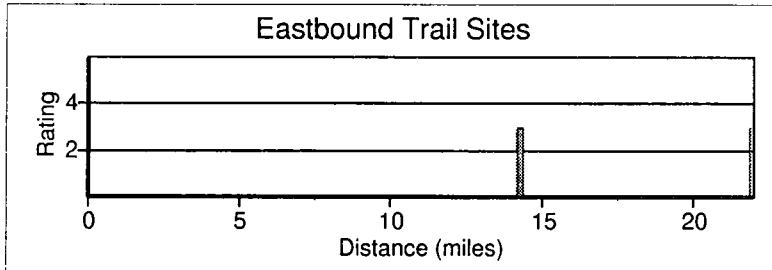 Eastbound Trail Sites
Rating
4
2
0 5 10 15 20
Distance (miles)